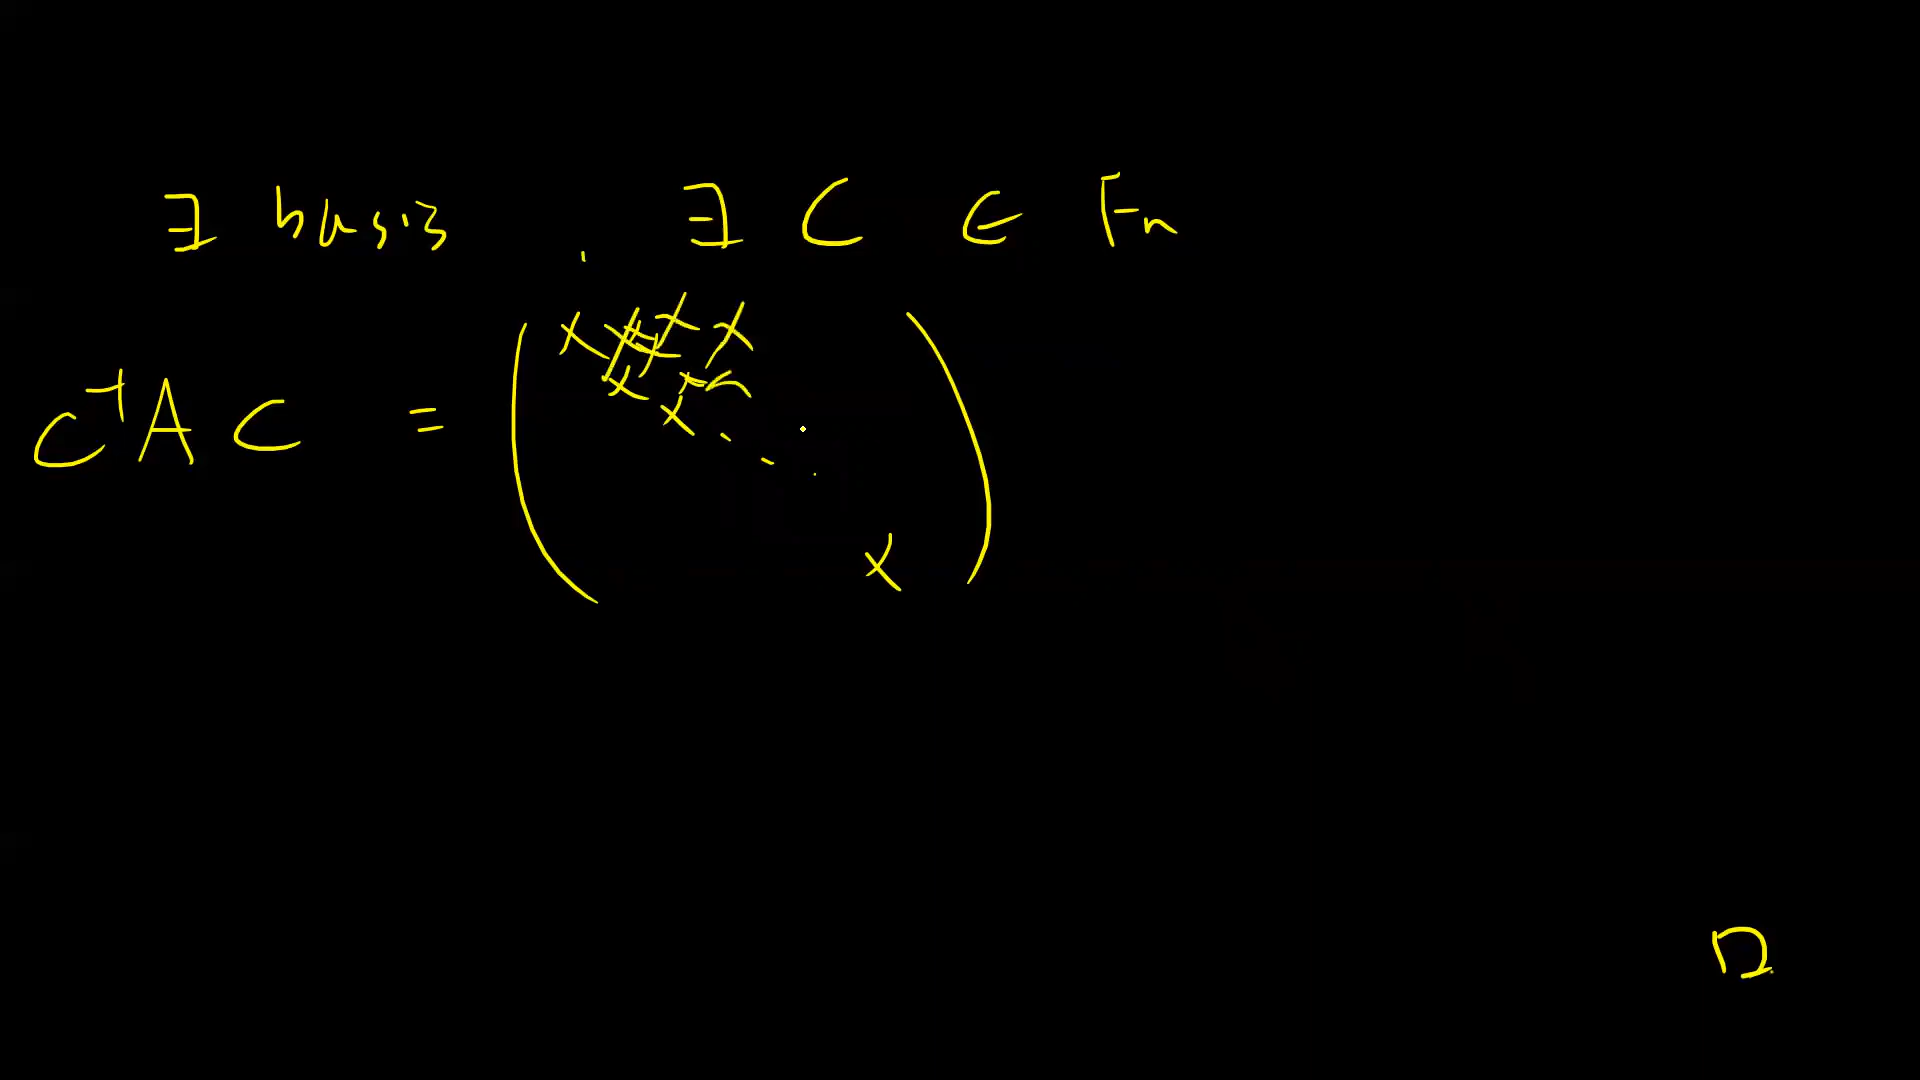 ∃ basis . ∃ C ∈ Fn
C⁻¹AC = ( x x x x
x x
x . . .
x )